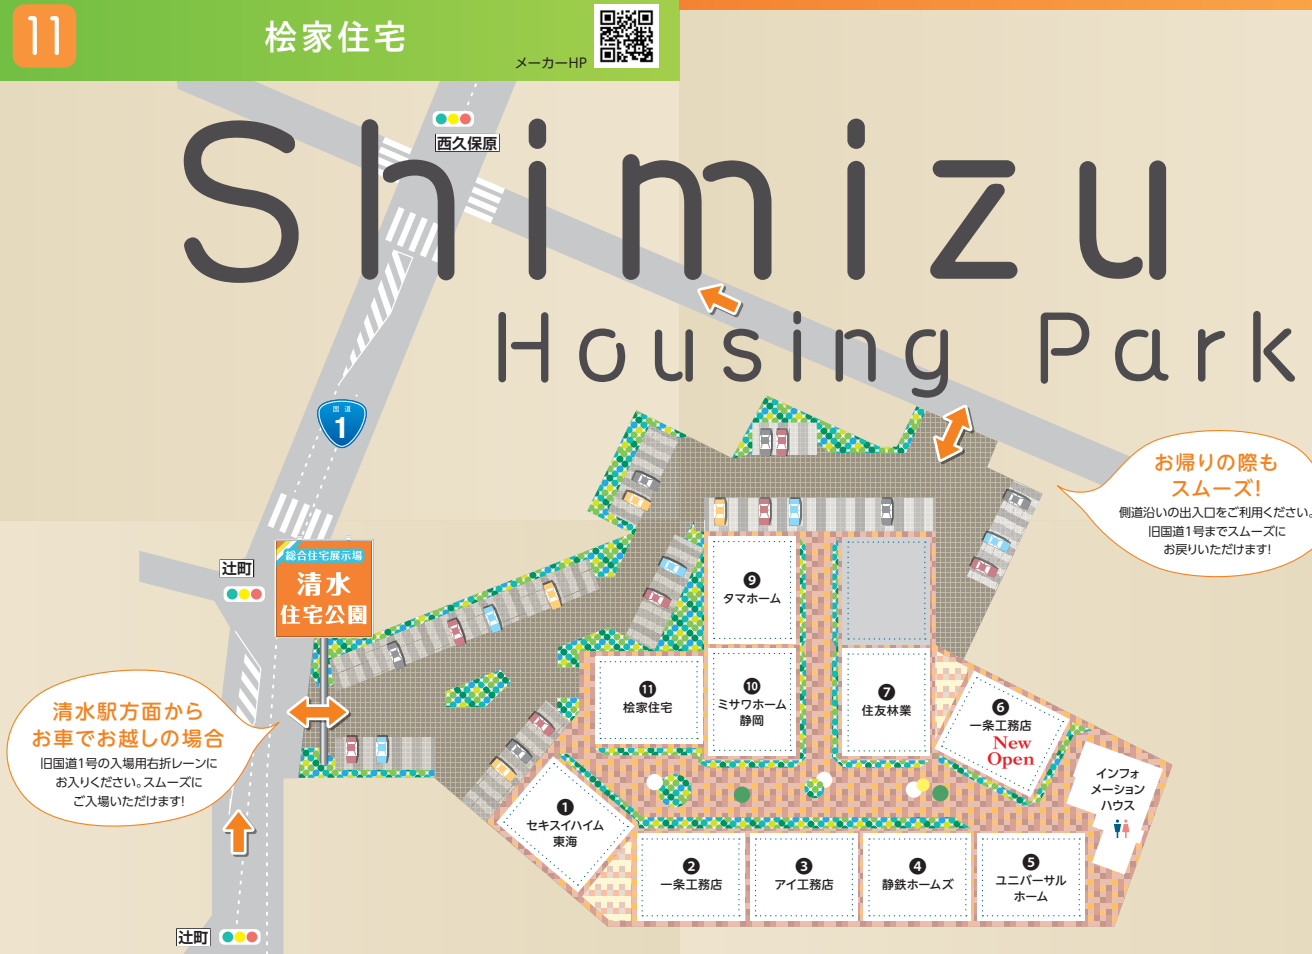 11
桧家住宅
メーカーHP
西久保原
Shimizu
Housing Park
国道
1
お帰りの際も
スムーズ!
側道沿いの出入口をご利用ください。
旧国道1号までスムーズに
お戻りいただけます!
辻町
総合住宅展示場
清水
住宅公園
清水駅方面から
お車でお越しの場合
旧国道1号の入場用右折レーンに
お入りください。スムーズに
ご入場いただけます!
辻町
❾
タマホーム
⓫
桧家住宅
❿
ミサワホーム
静岡
❼
住友林業
❻
一条工務店
New
Open
インフォ
メーション
ハウス
❶
セキスイハイム
東海
❷
一条工務店
❸
アイ工務店
❹
静鉄ホームズ
❺
ユニバーサル
ホーム